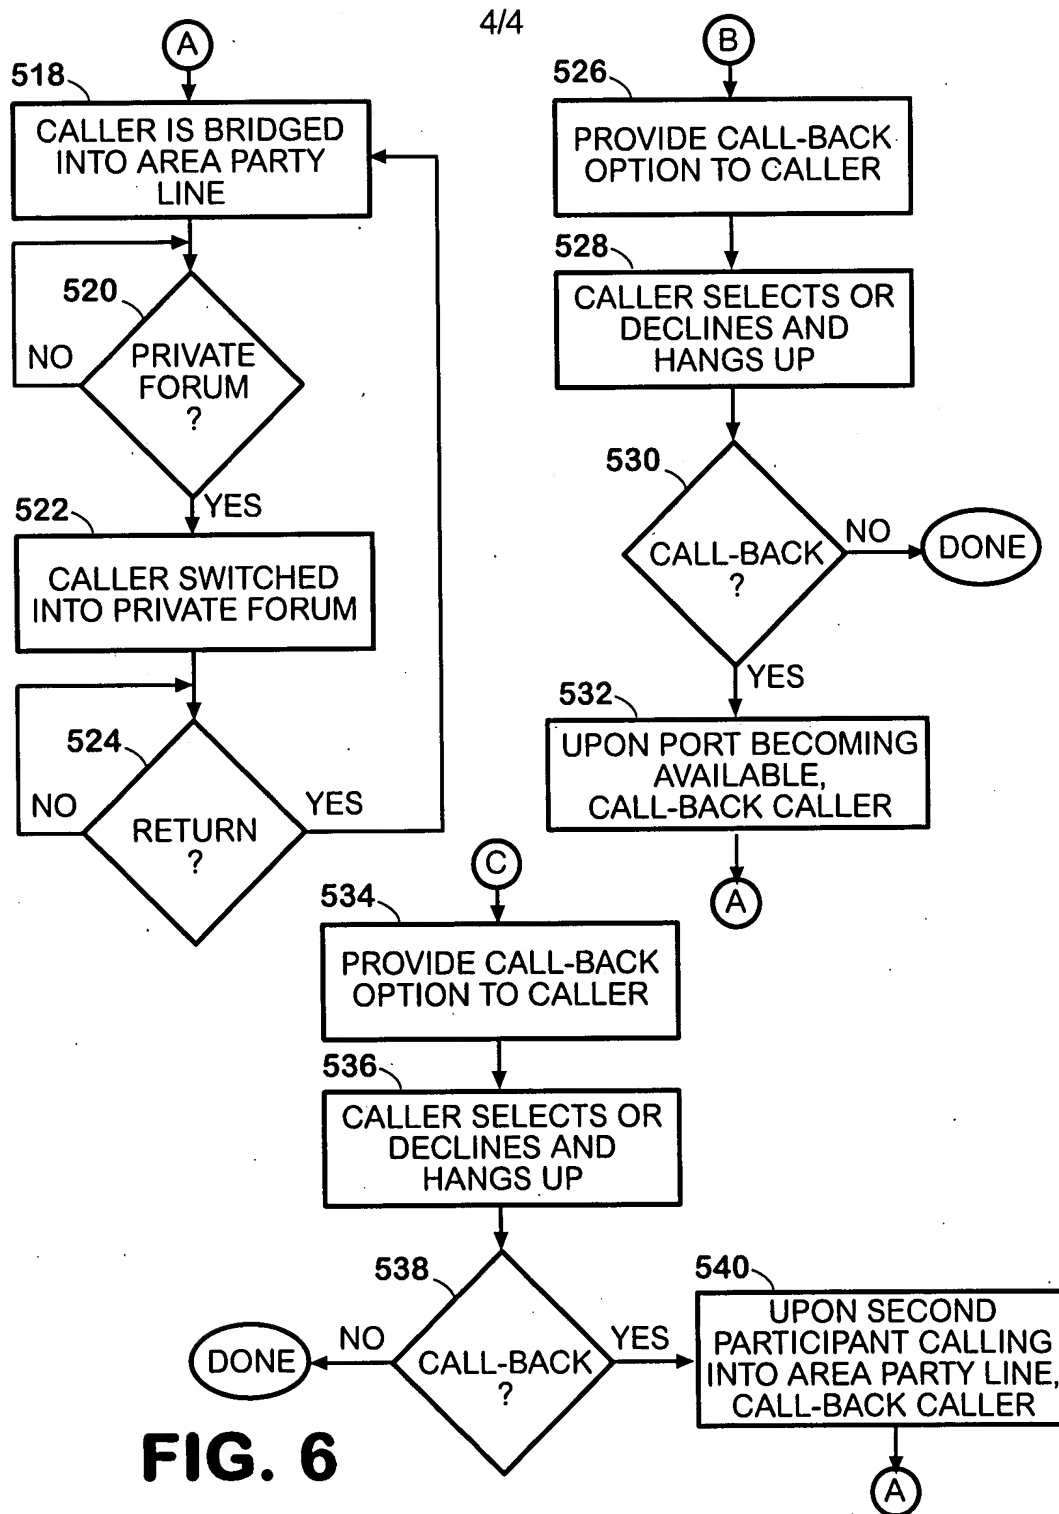 4/4
A
518
CALLER IS BRIDGED
INTO AREA PARTY
LINE
520
NO
PRIVATE
FORUM
?
YES
522
CALLER SWITCHED
INTO PRIVATE FORUM
524
NO
YES
RETURN
?
B
526
PROVIDE CALL-BACK
OPTION TO CALLER
528
CALLER SELECTS OR
DECLINES AND
HANGS UP
530
NO
DONE
CALL-BACK
?
YES
532
UPON PORT BECOMING
AVAILABLE,
CALL-BACK CALLER
A
C
534
PROVIDE CALL-BACK
OPTION TO CALLER
536
CALLER SELECTS OR
DECLINES AND
HANGS UP
538
NO
YES
DONE
CALL-BACK
?
540
UPON SECOND
PARTICIPANT CALLING
INTO AREA PARTY LINE,
CALL-BACK CALLER
A
FIG. 6